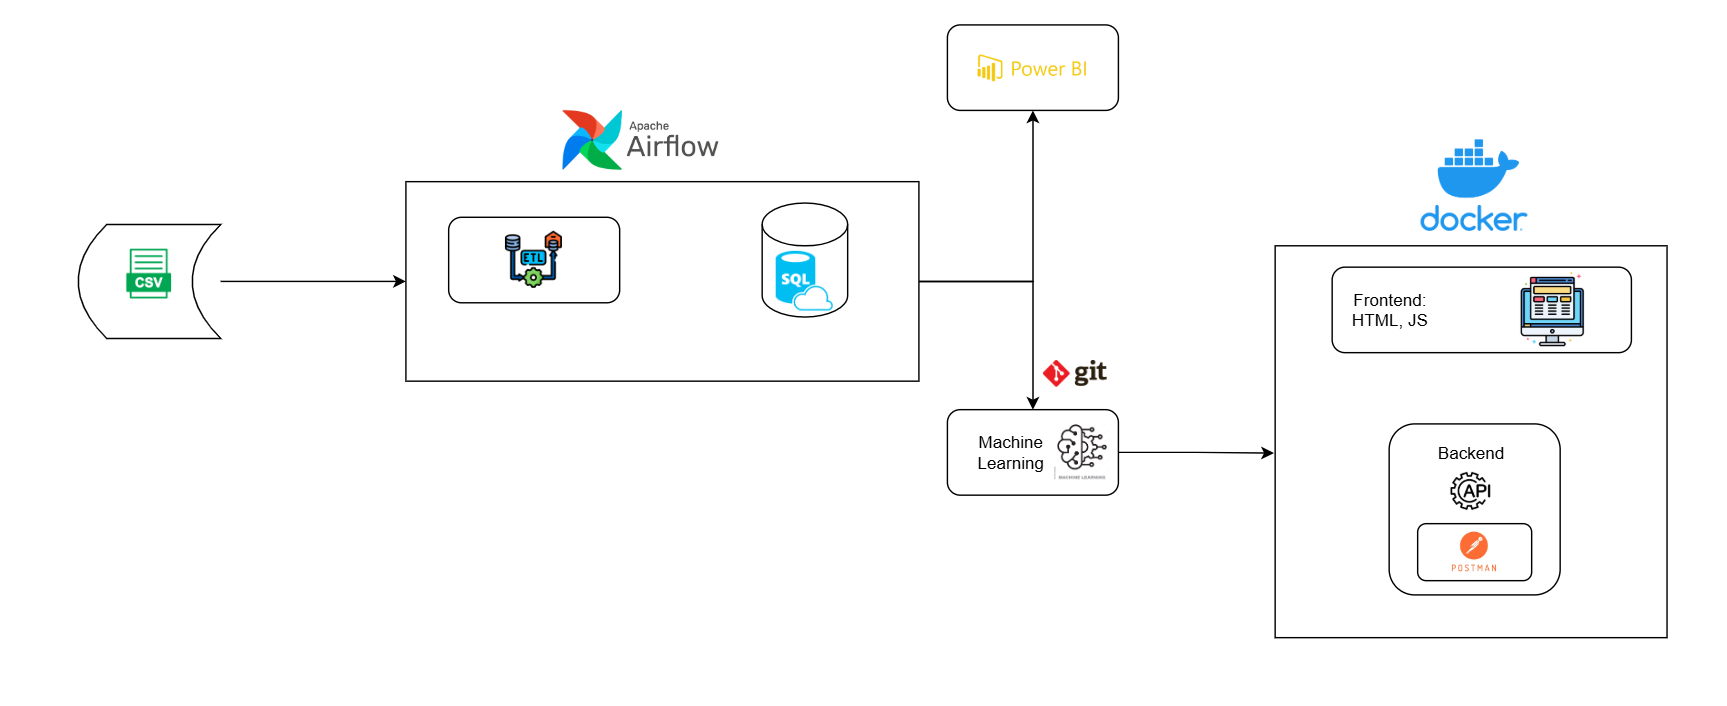 Power BI
Apache
Airflow
CSV
ETL
SQL
docker
Frontend:
HTML, JS
git
Machine
Learning
MACHINE LEARNING
Backend
API
POSTMAN